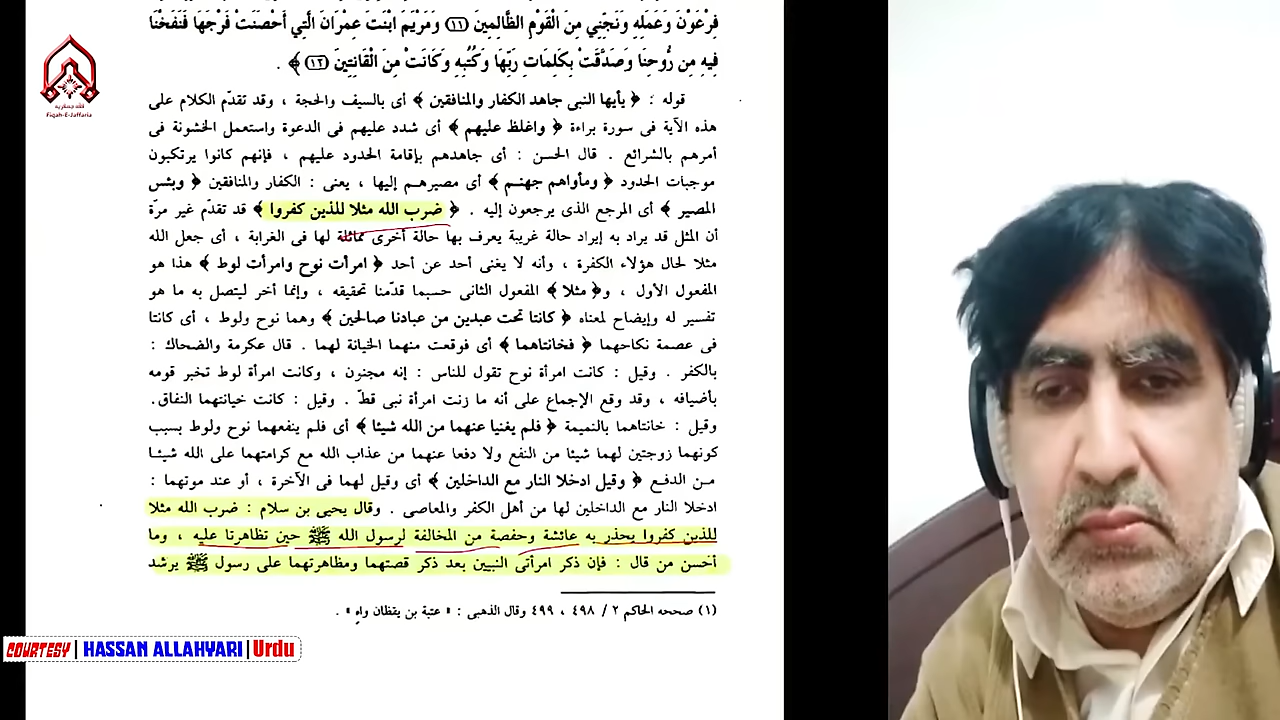 فِرْعَوْنَ وَعَمَلِهِ وَنَجِّنِي مِنَ الْقَوْمِ الظَّالِمِينَ (١١) وَمَرْيَمَ ابْنَتَ عِمْرَانَ الَّتِي أَحْصَنَتْ فَرْجَهَا فَنَفَخْنَا
فِيهِ مِن رُّوحِنَا وَصَدَّقَتْ بِكَلِمَاتِ رَبِّهَا وَكُتُبِهِ وَكَانَتْ مِنَ الْقَانِتِينَ (١٢) ﴾ .
قوله : ﴿ يأيها النبى جاهد الكفار والمنافقين ﴾ أى بالسيف والحجة ، وقد تقدّم الكلام على
هذه الآية فى سورة براءة ﴿ واغلظ عليهم ﴾ أى شدد عليهم فى الدعوة واستعمل الخشونة فى
أمرهم بالشرائع . قال الحسن : أى جاهدهم بإقامة الحدود عليهم ، فإنهم كانوا يرتكبون
موجبات الحدود ﴿ ومأواهم جهنم ﴾ أى مصيرهم إليها ، يعنى : الكفار والمنافقين ﴿ وبئس
المصير ﴾ أى المرجع الذى يرجعون إليه . ﴿ ضرب الله مثلا للذين كفروا ﴾ قد تقدّم غير مرّة
أن المثل قد يراد به إيراد حالة غريبة يعرف بها حالة أخرى مماثلة لها فى الغرابة ، أى جعل الله
مثلا لحال هؤلاء الكفرة ، وأنه لا يغنى أحد عن أحد ﴿ امرأت نوح وامرأت لوط ﴾ هذا هو
المفعول الأول ، و﴿ مثلا ﴾ المفعول الثانى حسبما قدّمنا تحقيقه ، وإنما أخر ليتصل به ما هو
تفسير له وإيضاح لمعناه ﴿ كانتا تحت عبدين من عبادنا صالحين ﴾ وهما نوح ولوط ، أى كانتا
فى عصمة نكاحهما ﴿ فخانتاهما ﴾ أى فوقعت منهما الخيانة لهما . قال عكرمة والضحاك :
بالكفر . وقيل : كانت امرأة نوح تقول للناس : إنه مجنون ، وكانت امرأة لوط تخبر قومه
بأضيافه ، وقد وقع الإجماع على أنه ما زنت امرأة نبى قطّ . وقيل : كانت خيانتهما النفاق.
وقيل : خانتاهما بالنميمة ﴿ فلم يغنيا عنهما من الله شيئا ﴾ أى فلم ينفعهما نوح ولوط بسبب
كونهما زوجتين لهما شيئا من النفع ولا دفعا عنهما من عذاب الله مع كرامتهما على الله شيئا
من الدفع ﴿ وقيل ادخلا النار مع الداخلين ﴾ أى وقيل لهما فى الآخرة ، أو عند موتهما :
ادخلا النار مع الداخلين لها من أهل الكفر والمعاصى . وقال يحيى بن سلام : ضرب الله مثلا
للذين كفروا يحذر به عائشة وحفصة من المخالفة لرسول الله ﷺ حين تظاهرتا عليه ، وما
أحسن من قال : فإن ذكر امرأتى النبيين بعد ذكر قصتهما ومظاهرتهما على رسول ﷺ يرشد
(١) صححه الحاكم ٢ / ٤٩٨ ، ٤٩٩ وقال الذهبى : « عتبة بن يقظان واهٍ » .
Fiqah-E-Jaffaria
COURTESY | HASSAN ALLAHYARI | Urdu